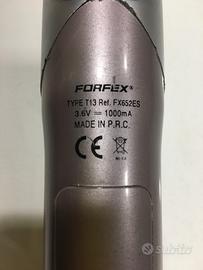 FORFEX®
TYPE T13 Ref. FX652ES
3.6V ⎓ 1000mA
MADE IN P.R.C.
CE
subito